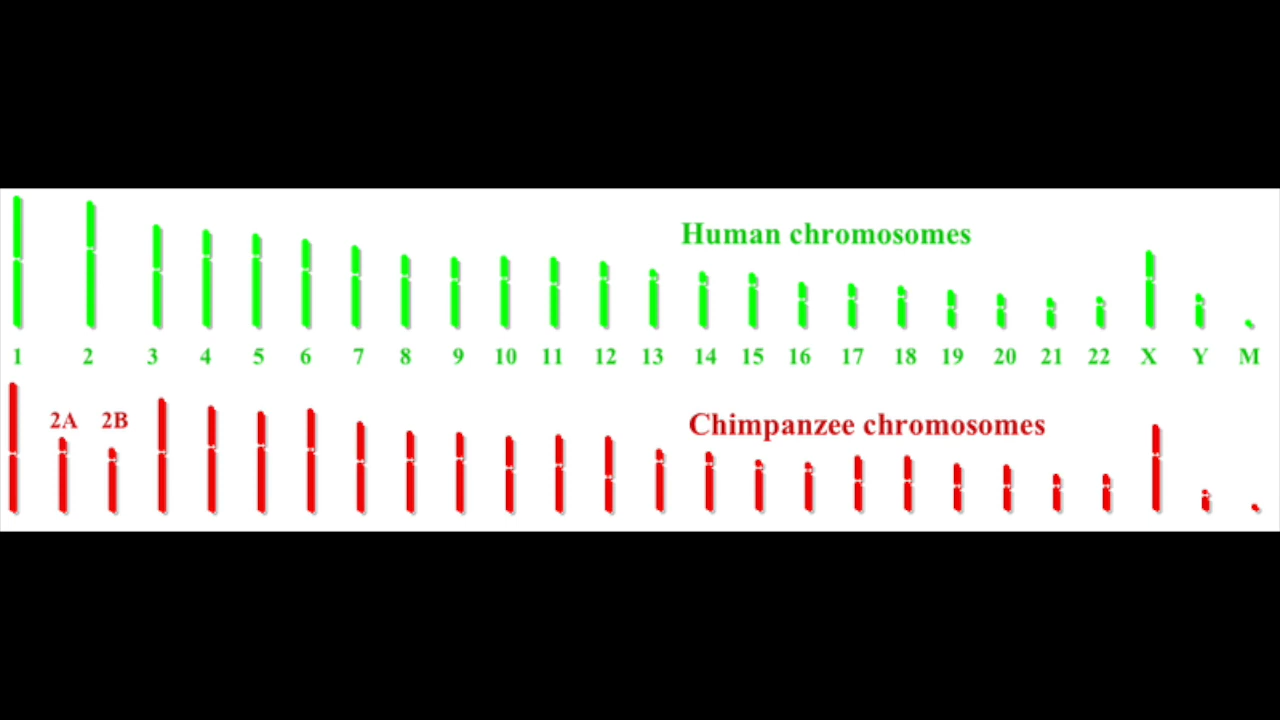 Human chromosomes
1 2 3 4 5 6 7 8 9 10 11 12 13 14 15 16 17 18 19 20 21 22 X Y M
2A 2B
Chimpanzee chromosomes